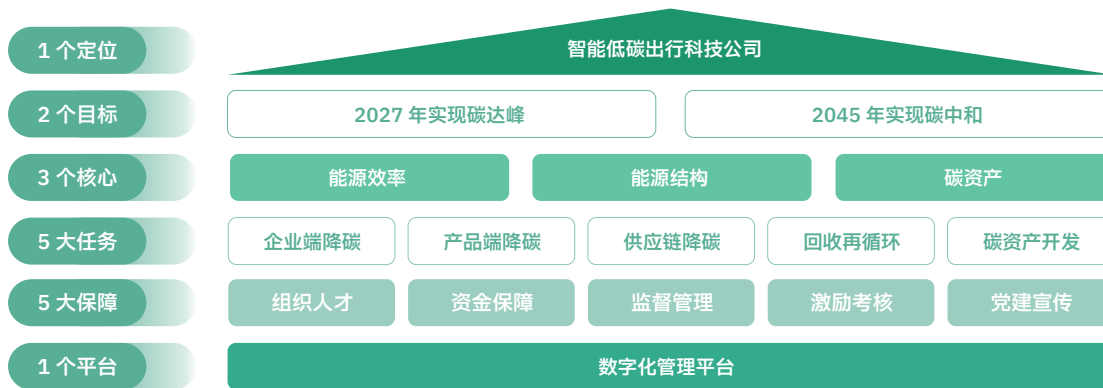 1 个定位
智能低碳出行科技公司
2 个目标
2027 年实现碳达峰
2045 年实现碳中和
3 个核心
能源效率
能源结构
碳资产
5 大任务
企业端降碳
产品端降碳
供应链降碳
回收再循环
碳资产开发
5 大保障
组织人才
资金保障
监督管理
激励考核
党建宣传
1 个平台
数字化管理平台